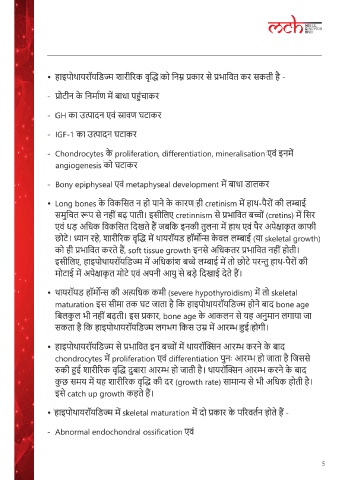 mch
• हाइपोथायरॉयडिज्म शारीरिक वृद्धि को निम्न प्रकार से प्रभावित कर सकती है -
- प्रोटीन के निर्माण में बाधा पहुंचाकर
- GH का उत्पादन एवं स्रावण घटाकर
- IGF-1 का उत्पादन घटाकर
- Chondrocytes के proliferation, differentiation, mineralisation एवं इनमें
angiogenesis को घटाकर
- Bony epiphyseal एवं metaphyseal development में बाधा डालकर
• Long bones के विकसित न हो पाने के कारण ही cretinism में हाथ-पैरों की लम्बाई
समुचित रूप से नहीं बढ़ पाती। इसीलिए cretinnism से प्रभावित बच्चों (cretins) में सिर
एवं धड़ अधिक विकसित दिखते हैं जबकि इनकी तुलना में हाथ एवं पैर अपेक्षाकृत काफी
छोटे। ध्यान रहे, शारीरिक वृद्धि में थायरॉयड हॉर्मोन्स केवल लम्बाई (या skeletal growth)
को ही प्रभावित करते हैं, soft tissue growth इनसे अधिकतर प्रभावित नहीं होती।
इसीलिए, हाइपोथायरॉयडिज्म में अधिकांश बच्चे लम्बाई में तो छोटे परन्तु हाथ-पैरों की
मोटाई में अपेक्षाकृत मोटे एवं अपनी आयु से बड़े दिखाई देते हैं।
• थायरॉयड हॉर्मोन्स की अत्यधिक कमी (severe hypothyroidism) में तो skeletal
maturation इस सीमा तक घट जाता है कि हाइपोथायरॉयडिज्म होने बाद bone age
बिलकुल भी नहीं बढ़ती। इस प्रकार, bone age के आकलन से यह अनुमान लगाया जा
सकता है कि हाइपोथायरॉयडिज्म लगभग किस उम्र में आरम्भ हुई होगी।
• हाइपोथायरॉयडिज्म से प्रभावित इन बच्चों में थायरॉक्सिन आरम्भ करने के बाद
chondrocytes में proliferation एवं differentiation पुनः आरम्भ हो जाता है जिससे
रुकी हुई शारीरिक वृद्धि दुबारा आरम्भ हो जाती है। थायरॉक्सिन आरम्भ करने के बाद
कुछ समय में यह शारीरिक वृद्धि की दर (growth rate) सामान्य से भी अधिक होती है।
इसे catch up growth कहते हैं।
• हाइपोथायरॉयडिज्म में skeletal maturation में दो प्रकार के परिवर्तन होते हैं -
- Abnormal endochondral ossification एवं
5